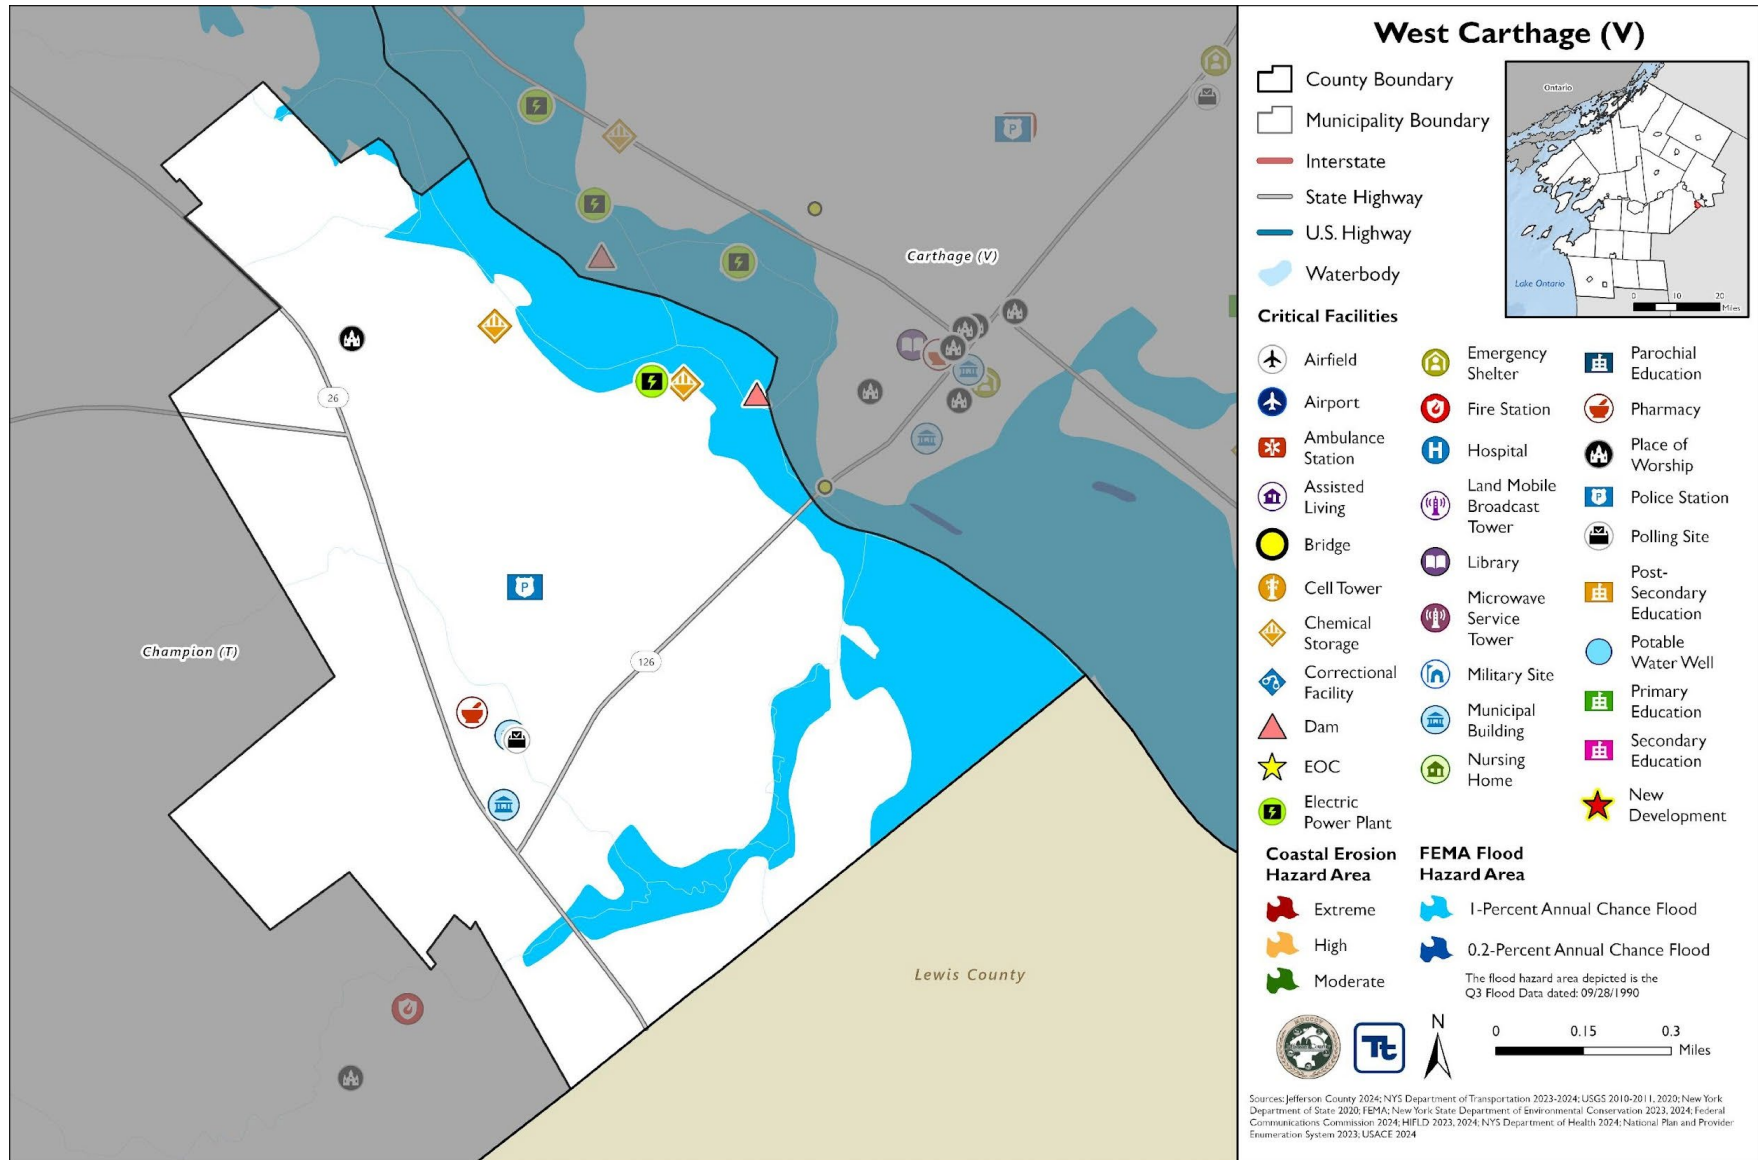 West Carthage (V)
County Boundary
Municipality Boundary
Interstate
State Highway
U.S. Highway
Waterbody
Ontario
Lake Ontario
0 10 20
Miles
Critical Facilities
Airfield
Airport
Ambulance
Station
Assisted
Living
Bridge
Cell Tower
Chemical
Storage
Correctional
Facility
Dam
EOC
Electric
Power Plant
Emergency
Shelter
Fire Station
Hospital
Land Mobile
Broadcast
Tower
Library
Microwave
Service
Tower
Military Site
Municipal
Building
Nursing
Home
Parochial
Education
Pharmacy
Place of
Worship
Police Station
Polling Site
Post-
Secondary
Education
Potable
Water Well
Primary
Education
Secondary
Education
New
Development
Coastal Erosion
Hazard Area
Extreme
High
Moderate
FEMA Flood
Hazard Area
1-Percent Annual Chance Flood
0.2-Percent Annual Chance Flood
The flood hazard area depicted is the
Q3 Flood Data dated: 09/28/1990
Tt
N
0 0.15 0.3
Miles
Sources: Jefferson County 2024; NYS Department of Transportation 2023-2024; USGS 2010-2011, 2020; New York
Department of State 2020; FEMA; New York State Department of Environmental Conservation 2023, 2024; Federal
Communications Commission 2024; HIFLD 2023, 2024; NYS Department of Health 2024; National Plan and Provider
Enumeration System 2023; USACE 2024
Carthage (V)
26
Champion (T)
126
Lewis County